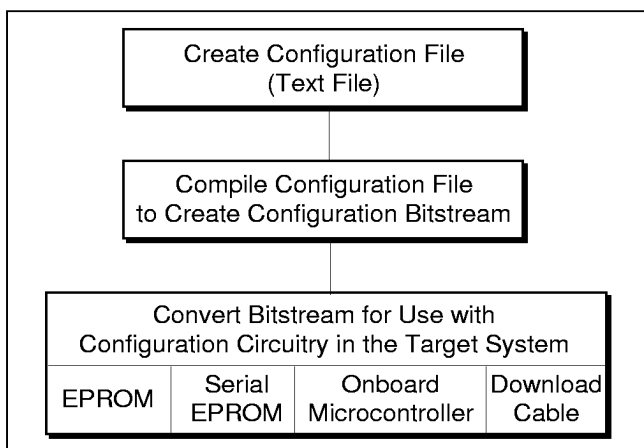 Create Configuration File
(Text File)
Compile Configuration File
to Create Configuration Bitstream
Convert Bitstream for Use with
Configuration Circuitry in the Target System
EPROM
Serial
EPROM
Onboard
Microcontroller
Download
Cable